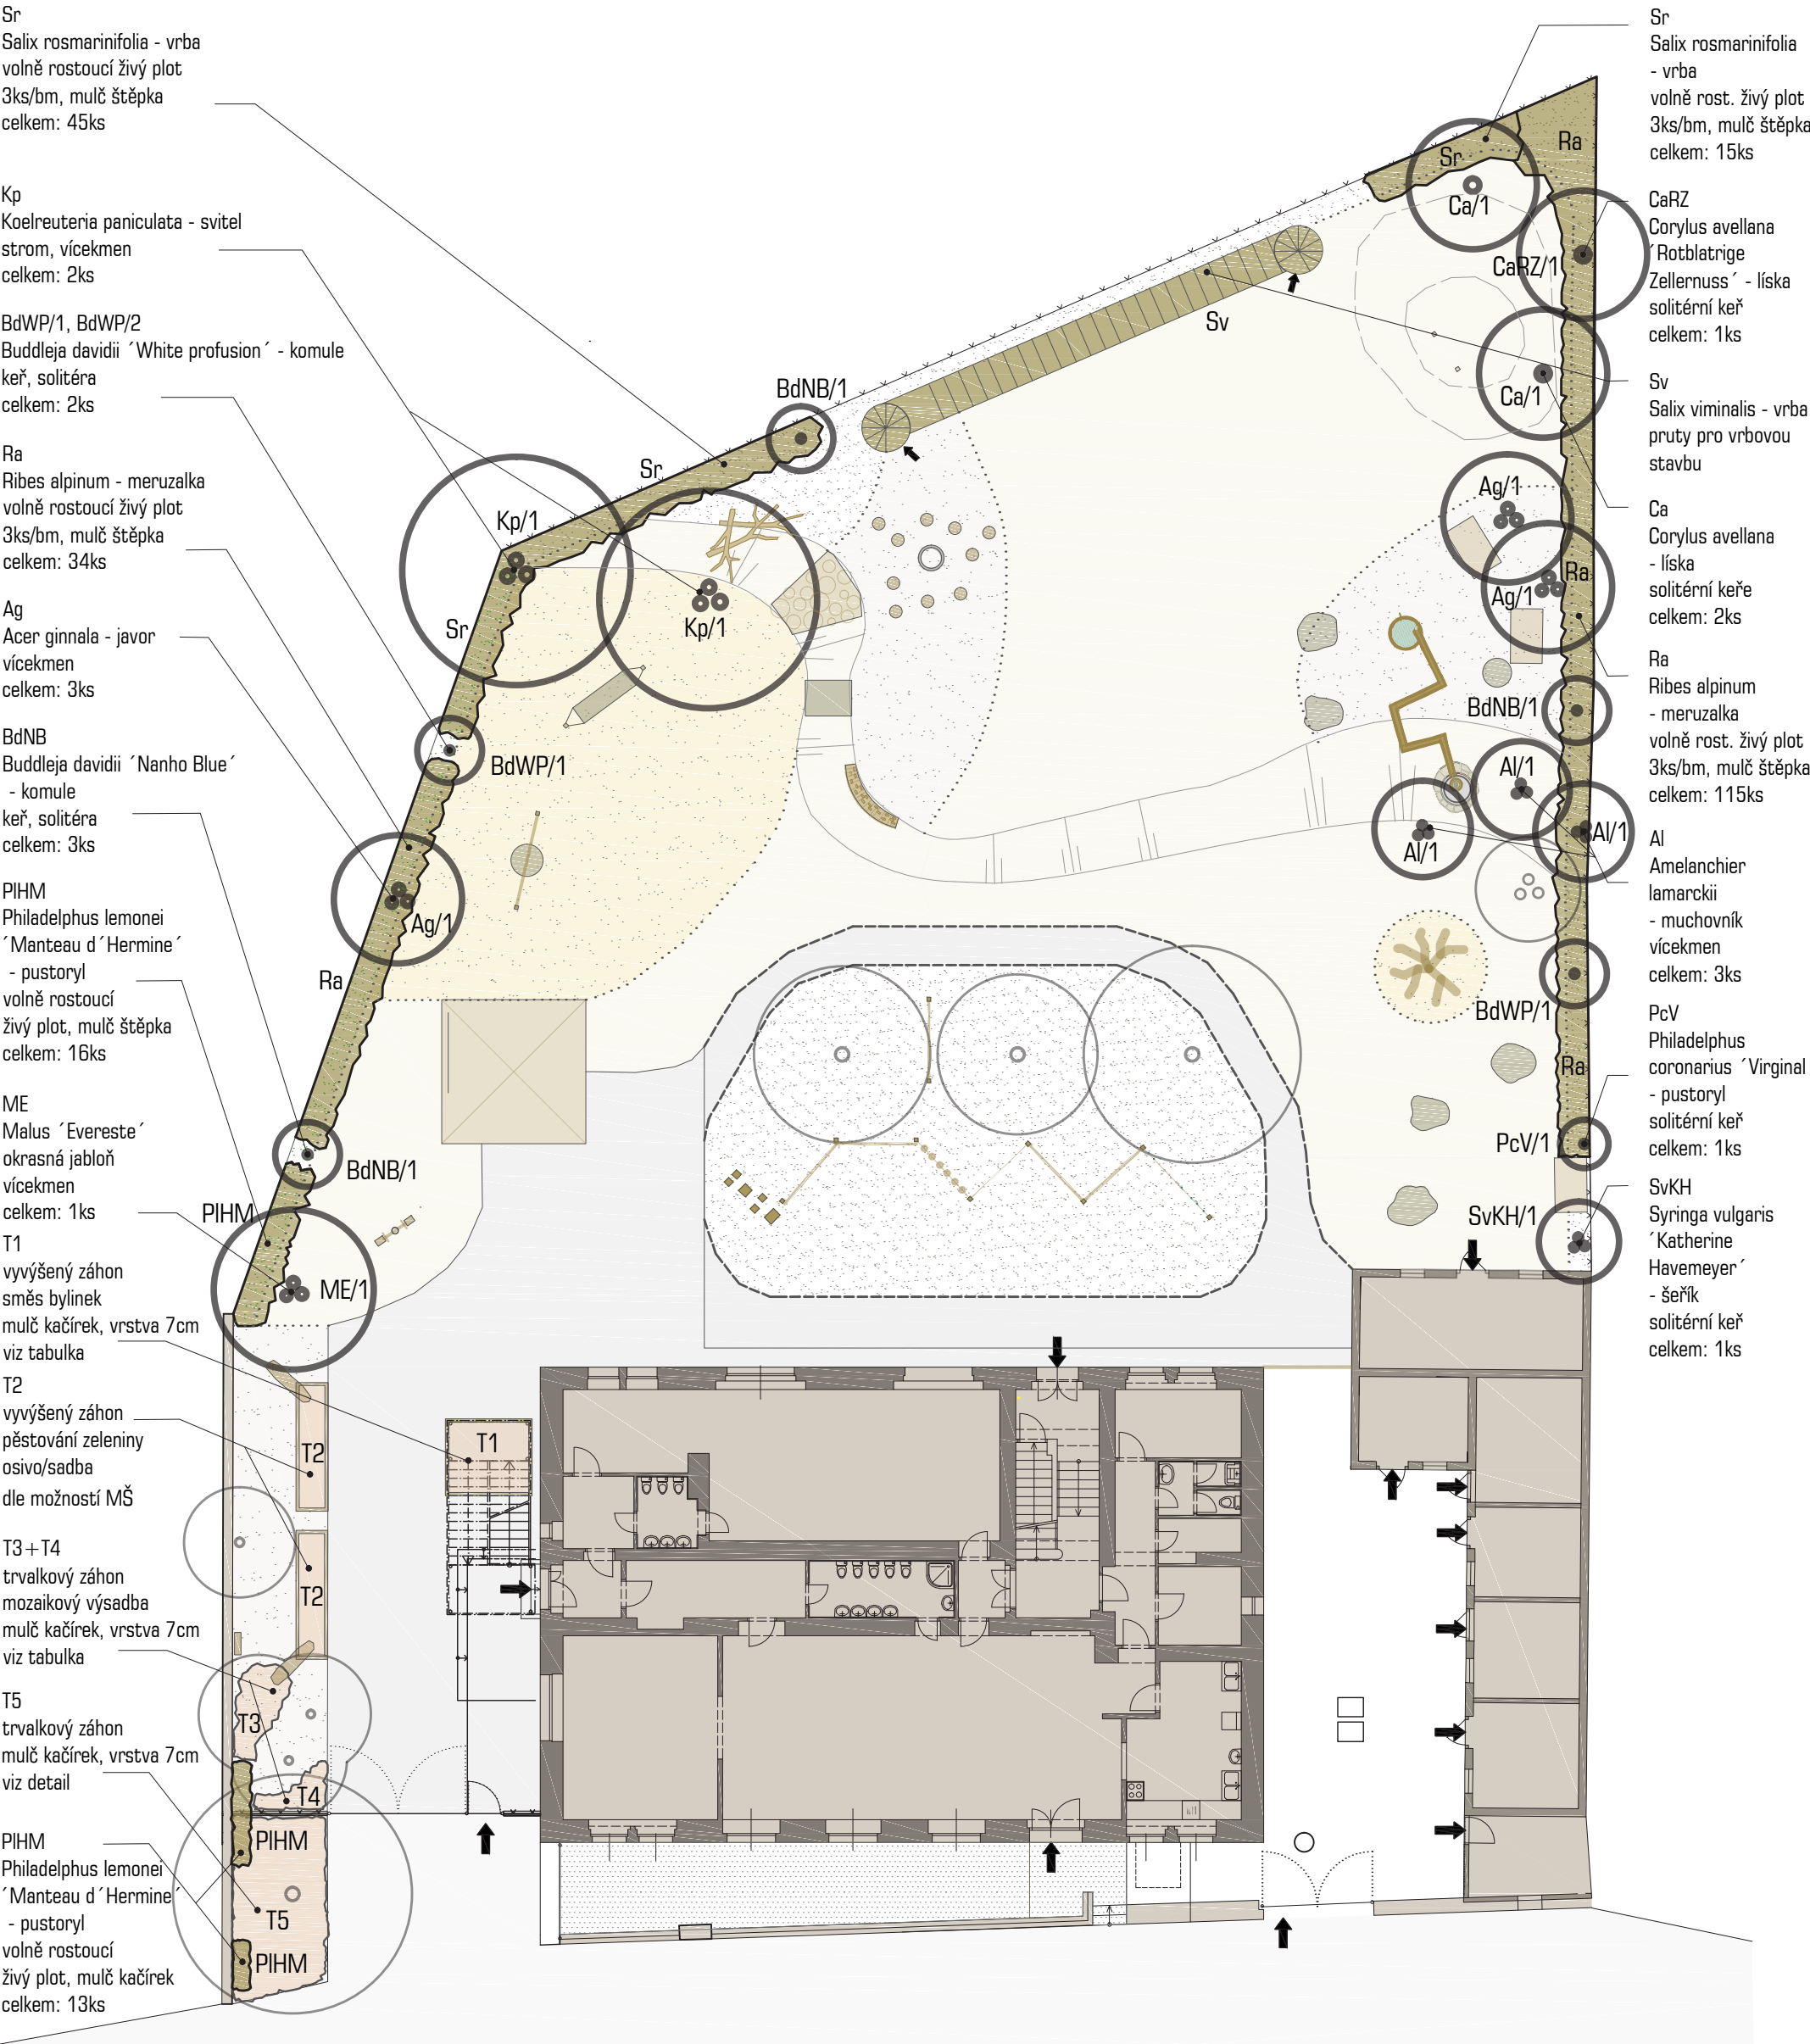 Sr
Salix rosmarinifolia - vrba
volně rostoucí živý plot
3ks/bm, mulč štěpka
celkem: 45ks
Kp
Koelreuteria paniculata - svitel
strom, vícekmen
celkem: 2ks
BdWP/1, BdWP/2
Buddleja davidii ´White profusion´ - komule
keř, solitéra
celkem: 2ks
Ra
Ribes alpinum - meruzalka
volně rostoucí živý plot
3ks/bm, mulč štěpka
celkem: 34ks
Ag
Acer ginnala - javor
vícekmen
celkem: 3ks
BdNB
Buddleja davidii ´Nanho Blue´
- komule
keř, solitéra
celkem: 3ks
PlHM
Philadelphus lemonei
´Manteau d´Hermine´
- pustoryl
volně rostoucí
živý plot, mulč štěpka
celkem: 16ks
ME
Malus ´Evereste´
okrasná jabloň
vícekmen
celkem: 1ks
T1
vyvýšený záhon
směs bylinek
mulč kačírek, vrstva 7cm
viz tabulka
T2
vyvýšený záhon
pěstování zeleniny
osivo/sadba
dle možností MŠ
T3+T4
trvalkový záhon
mozaikový výsadba
mulč kačírek, vrstva 7cm
viz tabulka
T5
trvalkový záhon
mulč kačírek, vrstva 7cm
viz detail
PlHM
Philadelphus lemonei
´Manteau d´Hermine´
- pustoryl
volně rostoucí
živý plot, mulč kačírek
celkem: 13ks
Sr
Ra
Ca/1
CaRZ/1
Sv
Ca/1
BdNB/1
Sr
Kp/1
Ag/1
Ra
Ag/1
Kp/1
Sr
BdNB/1
BdWP/1
Al/1
Al/1
Al/1
Ag/1
Ra
BdWP/1
Ra
PcV/1
BdNB/1
PlHM
SvKH/1
ME/1
T1
T2
T2
T3
T4
PlHM
T5
PlHM
Sr
Salix rosmarinifolia
- vrba
volně rost. živý plot
3ks/bm, mulč štěpka
celkem: 15ks
CaRZ
Corylus avellana
´Rotblatrige
Zellernuss´ - líska
solitérní keř
celkem: 1ks
Sv
Salix viminalis - vrba
pruty pro vrbovou
stavbu
Ca
Corylus avellana
- líska
solitérní keře
celkem: 2ks
Ra
Ribes alpinum
- meruzalka
volně rost. živý plot
3ks/bm, mulč štěpka
celkem: 115ks
Al
Amelanchier
lamarckii
- muchovník
vícekmen
celkem: 3ks
PcV
Philadelphus
coronarius ´Virginal
- pustoryl
solitérní keř
celkem: 1ks
SvKH
Syringa vulgaris
´Katherine
Havemeyer´
- šeřík
solitérní keř
celkem: 1ks